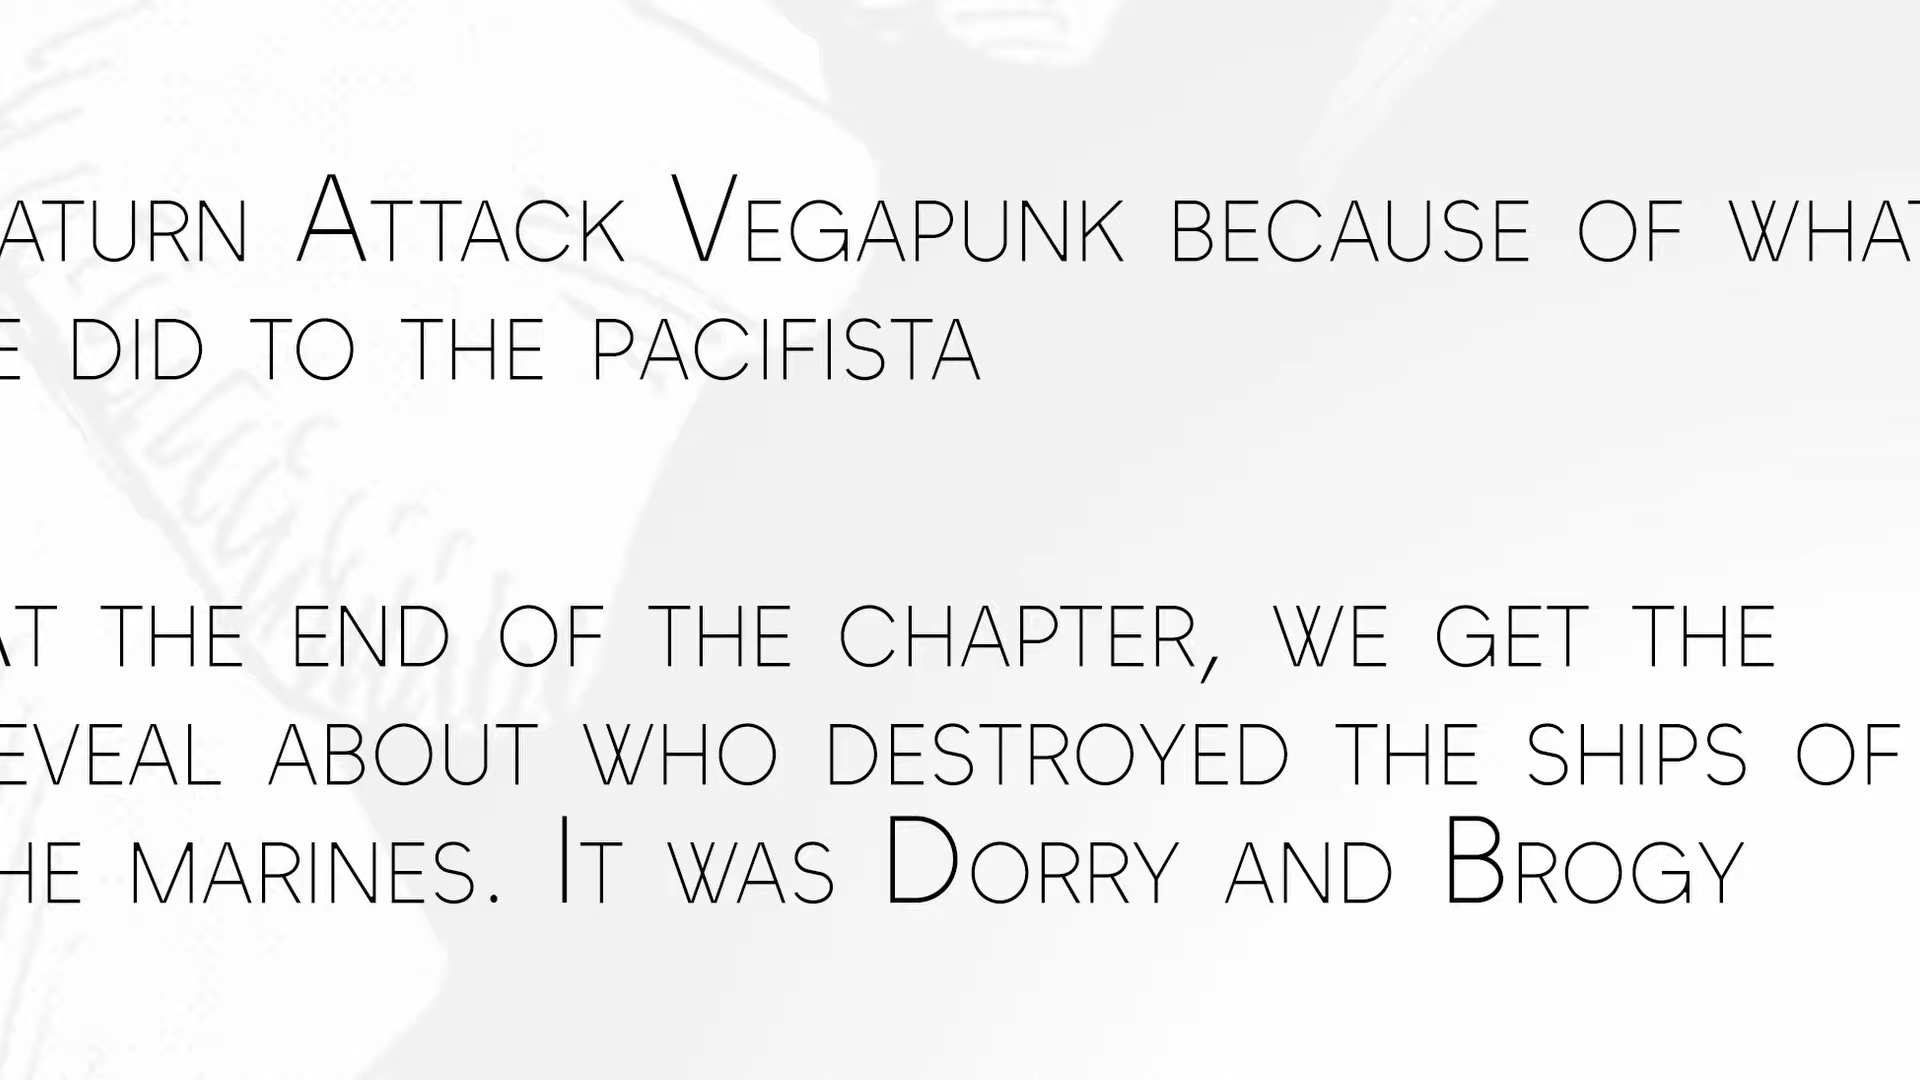 ATURN ATTACK VEGAPUNK BECAUSE OF WHAT
E DID TO THE PACIFISTA
AT THE END OF THE CHAPTER, WE GET THE
EVEAL ABOUT WHO DESTROYED THE SHIPS OF
HE MARINES. IT WAS DORRY AND BROGY